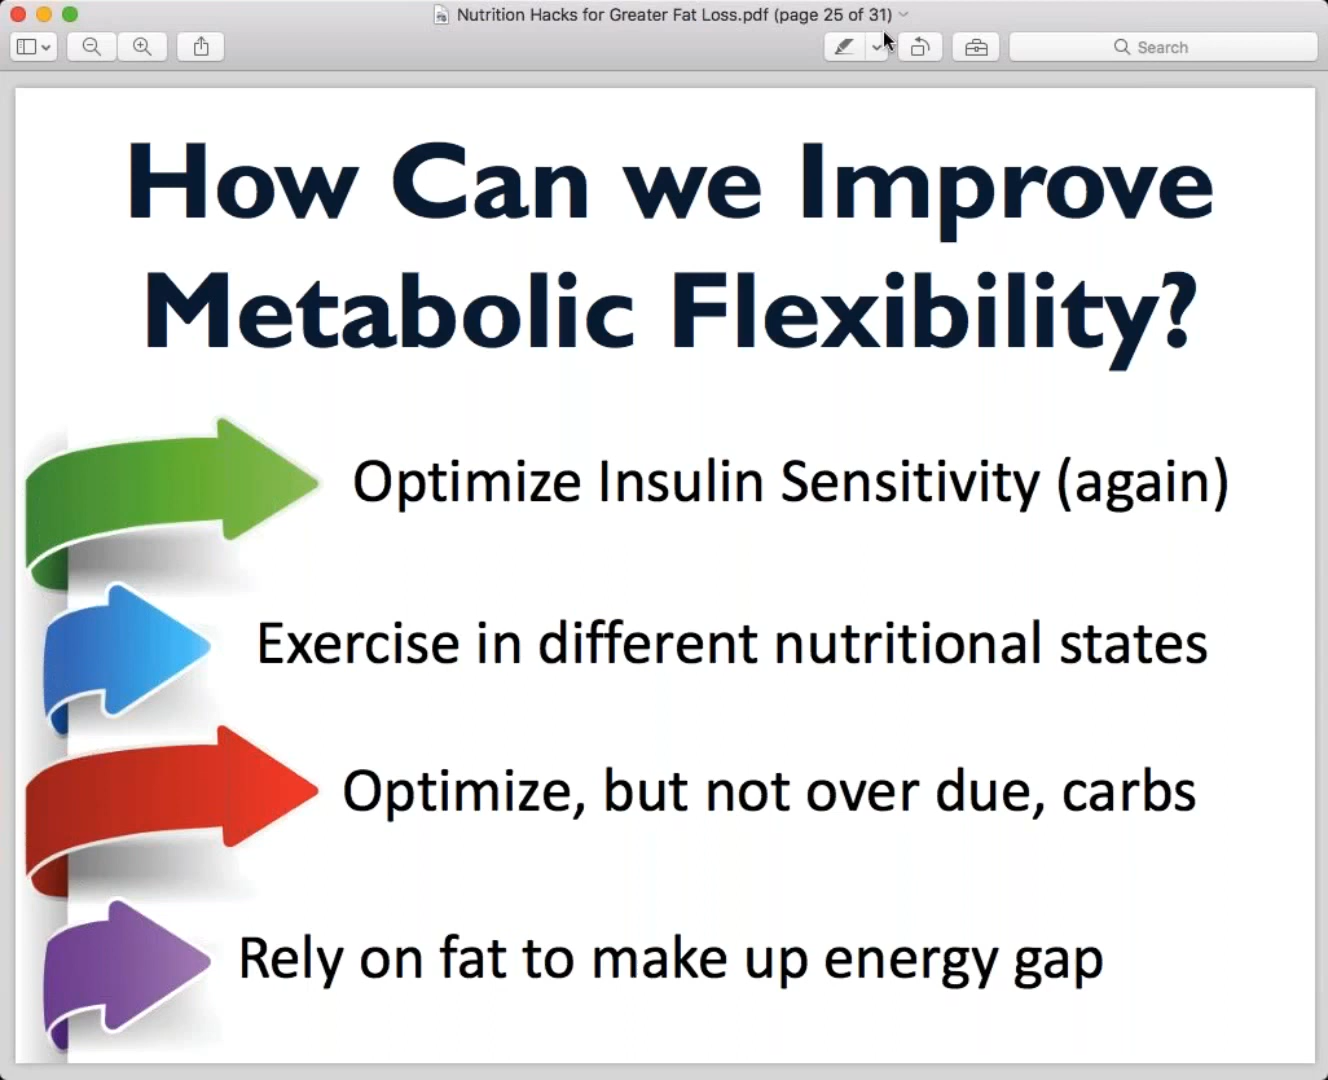 Nutrition Hacks for Greater Fat Loss.pdf (page 25 of 31)
Search
How Can we Improve
Metabolic Flexibility?
Optimize Insulin Sensitivity (again)
Exercise in different nutritional states
Optimize, but not over due, carbs
Rely on fat to make up energy gap